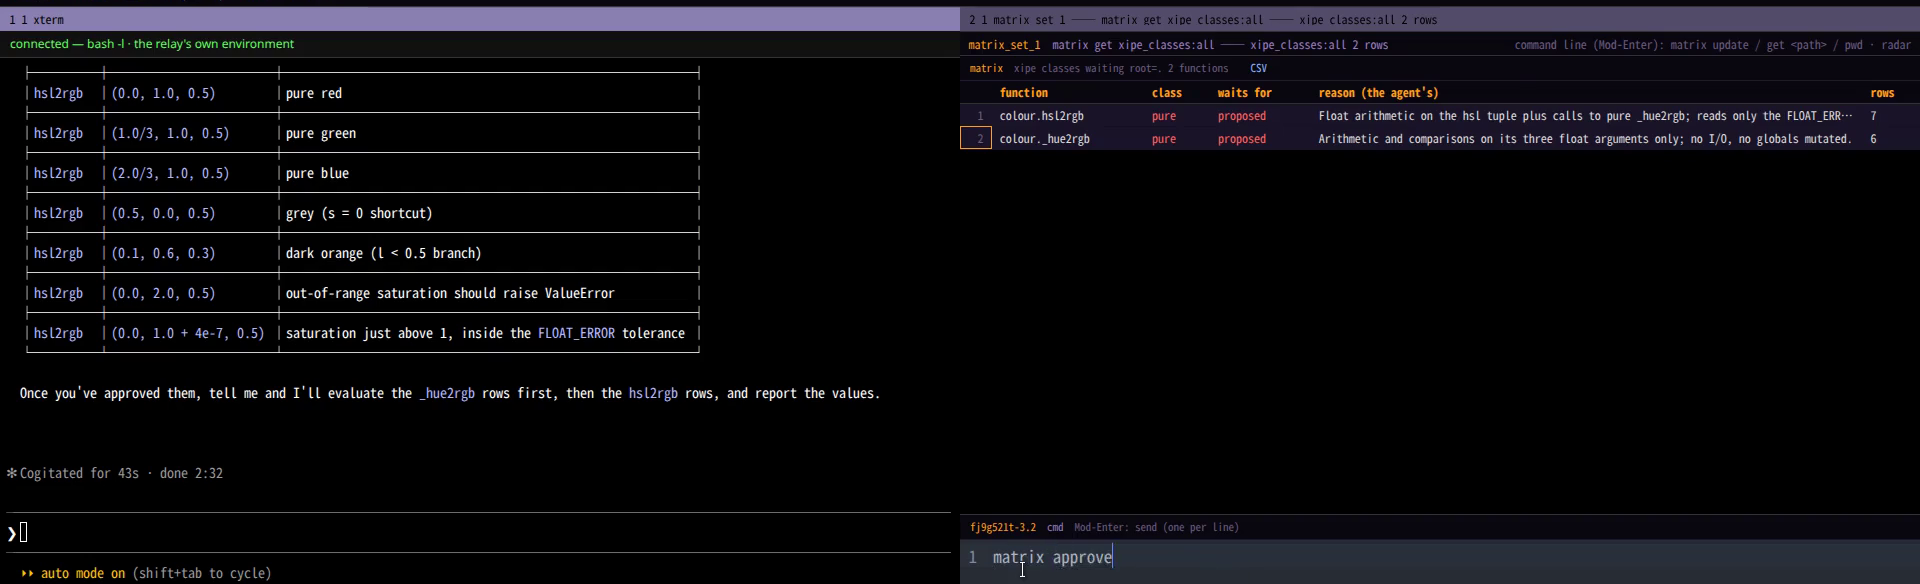 1 1 xterm
connected — bash -l · the relay's own environment
hsl2rgb (0.0, 1.0, 0.5) pure red
hsl2rgb (1.0/3, 1.0, 0.5) pure green
hsl2rgb (2.0/3, 1.0, 0.5) pure blue
hsl2rgb (0.5, 0.0, 0.5) grey (s = 0 shortcut)
hsl2rgb (0.1, 0.6, 0.3) dark orange (l < 0.5 branch)
hsl2rgb (0.0, 2.0, 0.5) out-of-range saturation should raise ValueError
hsl2rgb (0.0, 1.0 + 4e-7, 0.5) saturation just above 1, inside the FLOAT_ERROR tolerance
Once you've approved them, tell me and I'll evaluate the _hue2rgb rows first, then the hsl2rgb rows, and report the values.
✻ Cogitated for 43s · done 2:32
❯
⏵⏵ auto mode on (shift+tab to cycle)
2 1 matrix set 1 —— matrix get xipe classes:all —— xipe classes:all 2 rows
matrix_set_1 matrix get xipe_classes:all —— xipe_classes:all 2 rows command line (Mod-Enter): matrix update / get <path> / pwd · radar
matrix xipe classes waiting root=. 2 functions CSV
function class waits for reason (the agent's) rows
1 colour.hsl2rgb pure proposed Float arithmetic on the hsl tuple plus calls to pure _hue2rgb; reads only the FLOAT_ERR… 7
2 colour._hue2rgb pure proposed Arithmetic and comparisons on its three float arguments only; no I/O, no globals mutated. 6
fj9g521t-3.2 cmd Mod-Enter: send (one per line)
1 matrix approve